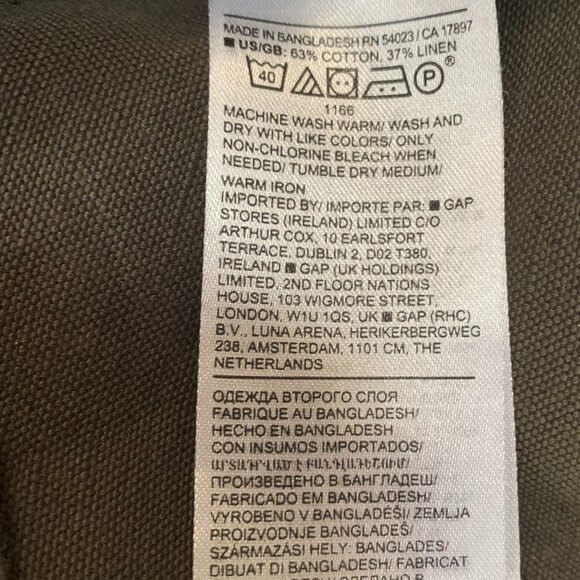 MADE IN BANGLADESH RN 54023 / CA 17897
■ US/GB: 63% COTTON, 37% LINEN
40 P ®
1166
MACHINE WASH WARM/ WASH AND
DRY WITH LIKE COLORS/ ONLY
NON-CHLORINE BLEACH WHEN
NEEDED/ TUMBLE DRY MEDIUM/
WARM IRON
IMPORTED BY/ IMPORTE PAR: ■ GAP
STORES (IRELAND) LIMITED C/O
ARTHUR COX, 10 EARLSFORT
TERRACE, DUBLIN 2, D02 T380,
IRELAND ■ GAP (UK HOLDINGS)
LIMITED, 2ND FLOOR NATIONS
HOUSE, 103 WIGMORE STREET,
LONDON, W1U 1QS, UK ■ GAP (RHC)
B.V., LUNA ARENA, HERIKERBERGWEG
238, AMSTERDAM, 1101 CM, THE
NETHERLANDS
ОДЕЖДА ВТОРОГО СЛОЯ
FABRIQUE AU BANGLADESH/
HECHO EN BANGLADESH
CON INSUMOS IMPORTADOS/
ԱՐՏԱԴՐՎԱԾ Է ԲԱՆԳԼԱԴԵՇՈՒՄ/
ПРОИЗВЕДЕНО В БАНГЛАДЕШ/
FABRICADO EM BANGLADESH/
VYROBENO V BANGLADÉŠI/ ZEMLJA
PROIZVODNJE BANGLADEŠ/
SZÁRMAZÁSI HELY: BANGLADES/
DIBUAT DI BANGLADESH/ FABRICAT